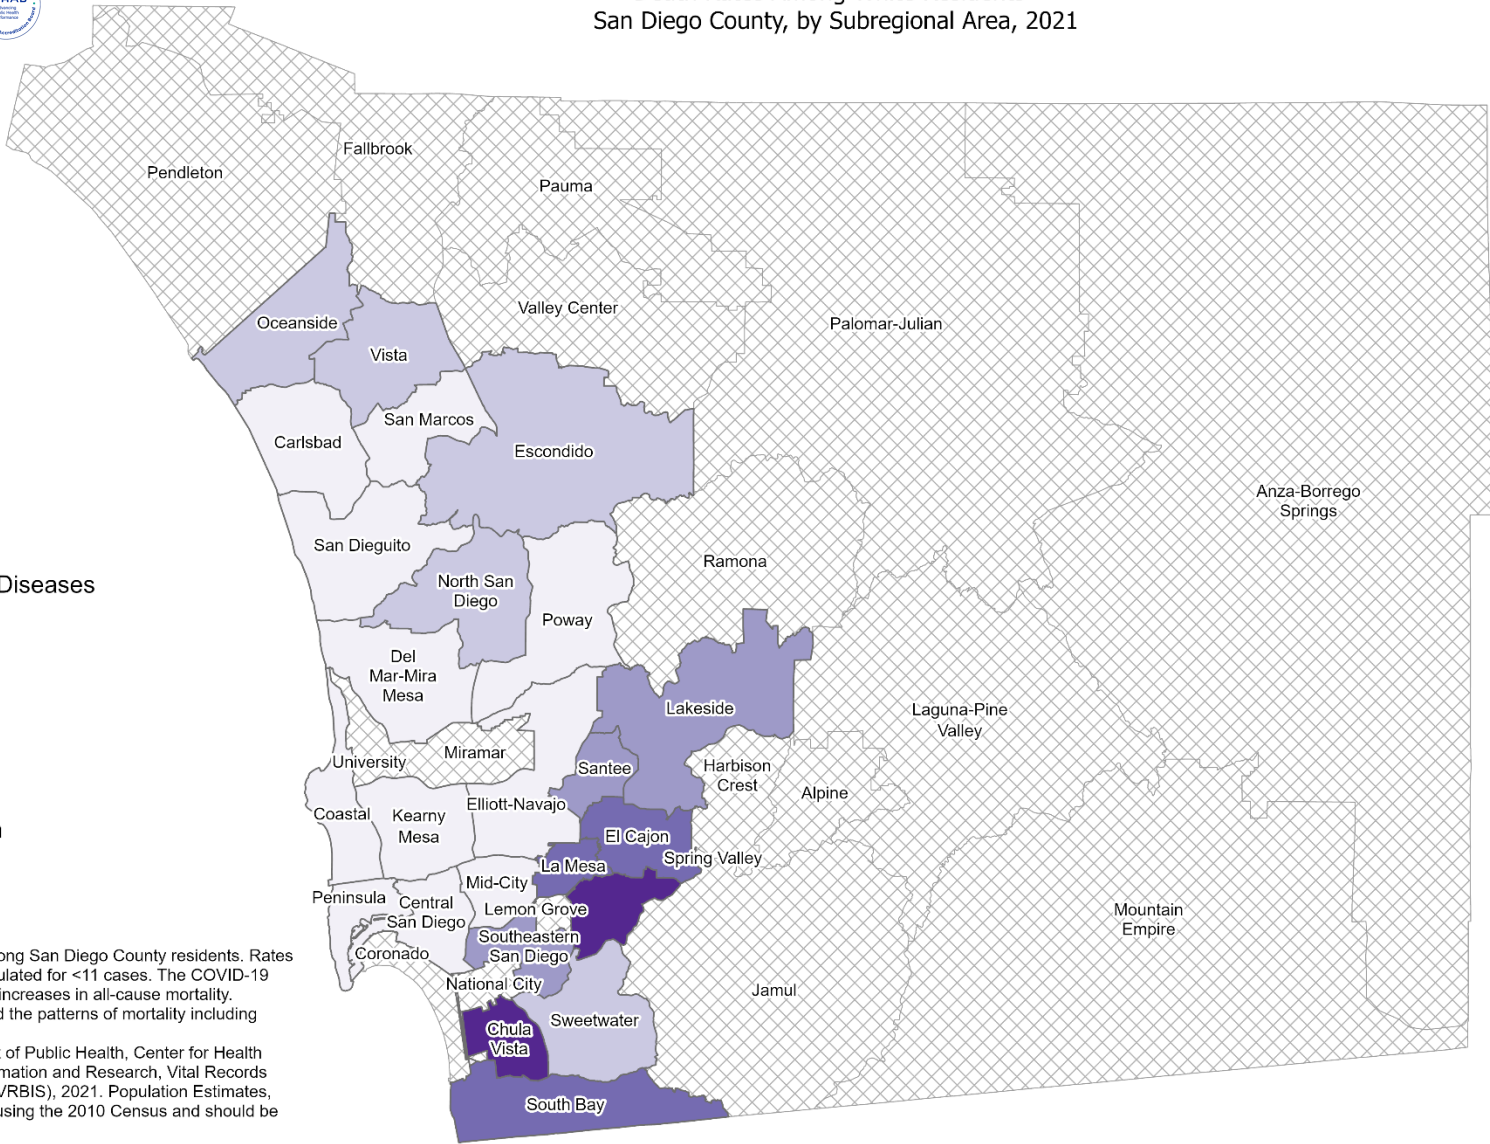 San Diego County, by Subregional Area, 2021
Fallbrook
Pendleton
Pauma
Valley Center
Oceanside
Palomar-Julian
Vista
San Marcos
Carlsbad
Escondido
Anza-Borrego
Springs
San Dieguito
Ramona
North San
Diego
Diseases
Poway
Del
Mar-Mira
Mesa
Lakeside
Laguna-Pine
Valley
Miramar
University
Santee
Harbison
Crest
Alpine
Elliott-Navajo
Coastal
Kearny
Mesa
El Cajon
Spring Valley
La Mesa
Mid-City
Peninsula
Central
San Diego
Lemon Grove
Mountain
Empire
Southeastern
San Diego
Coronado
National City
Jamul
Sweetwater
Chula
Vista
South Bay
ong San Diego County residents. Rates
ulated for <11 cases. The COVID-19
increases in all-cause mortality.
d the patterns of mortality including
of Public Health, Center for Health
mation and Research, Vital Records
VRBIS), 2021. Population Estimates,
using the 2010 Census and should be